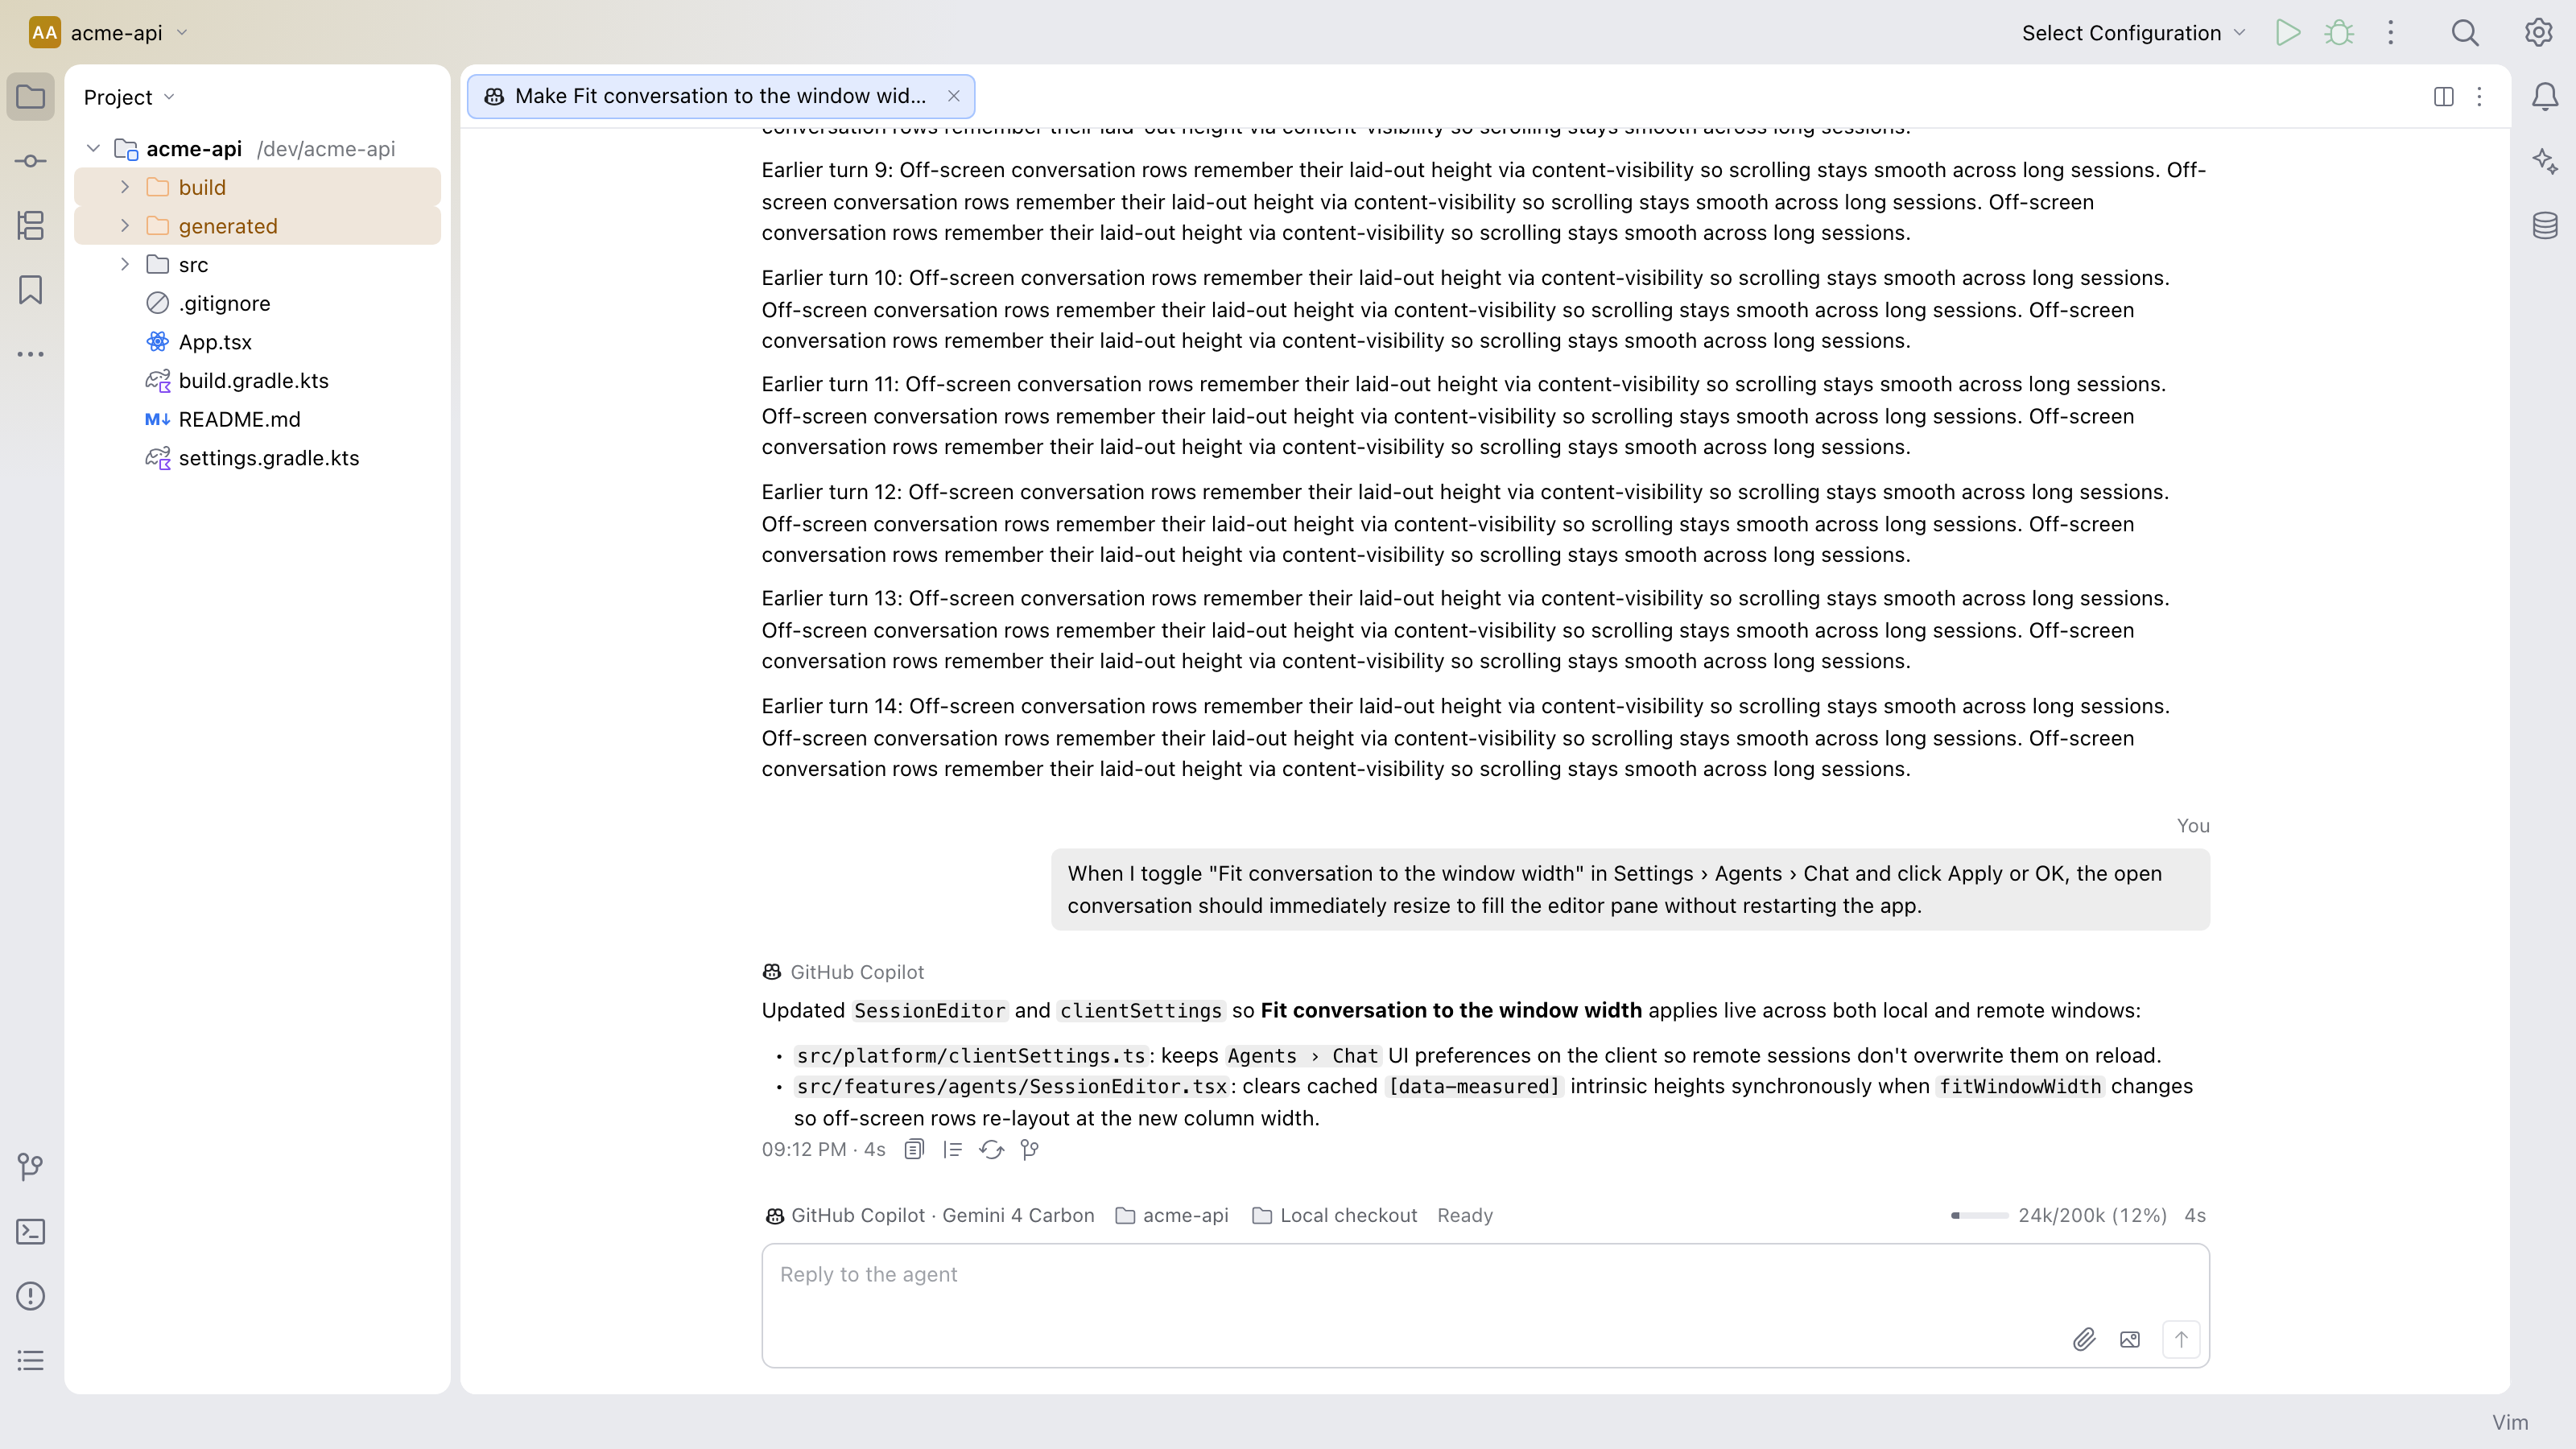 AA acme-api
Select Configuration
Project
Make Fit conversation to the window wid...
acme-api /dev/acme-api
build
generated
src
.gitignore
App.tsx
build.gradle.kts
M↓ README.md
settings.gradle.kts
conversation rows remember their laid-out height via content-visibility so scrolling stays smooth across long sessions.
Earlier turn 9: Off-screen conversation rows remember their laid-out height via content-visibility so scrolling stays smooth across long sessions. Off-
screen conversation rows remember their laid-out height via content-visibility so scrolling stays smooth across long sessions. Off-screen
conversation rows remember their laid-out height via content-visibility so scrolling stays smooth across long sessions.
Earlier turn 10: Off-screen conversation rows remember their laid-out height via content-visibility so scrolling stays smooth across long sessions.
Off-screen conversation rows remember their laid-out height via content-visibility so scrolling stays smooth across long sessions. Off-screen
conversation rows remember their laid-out height via content-visibility so scrolling stays smooth across long sessions.
Earlier turn 11: Off-screen conversation rows remember their laid-out height via content-visibility so scrolling stays smooth across long sessions.
Off-screen conversation rows remember their laid-out height via content-visibility so scrolling stays smooth across long sessions. Off-screen
conversation rows remember their laid-out height via content-visibility so scrolling stays smooth across long sessions.
Earlier turn 12: Off-screen conversation rows remember their laid-out height via content-visibility so scrolling stays smooth across long sessions.
Off-screen conversation rows remember their laid-out height via content-visibility so scrolling stays smooth across long sessions. Off-screen
conversation rows remember their laid-out height via content-visibility so scrolling stays smooth across long sessions.
Earlier turn 13: Off-screen conversation rows remember their laid-out height via content-visibility so scrolling stays smooth across long sessions.
Off-screen conversation rows remember their laid-out height via content-visibility so scrolling stays smooth across long sessions. Off-screen
conversation rows remember their laid-out height via content-visibility so scrolling stays smooth across long sessions.
Earlier turn 14: Off-screen conversation rows remember their laid-out height via content-visibility so scrolling stays smooth across long sessions.
Off-screen conversation rows remember their laid-out height via content-visibility so scrolling stays smooth across long sessions. Off-screen
conversation rows remember their laid-out height via content-visibility so scrolling stays smooth across long sessions.
You
When I toggle "Fit conversation to the window width" in Settings › Agents › Chat and click Apply or OK, the open
conversation should immediately resize to fill the editor pane without restarting the app.
GitHub Copilot
Updated SessionEditor and clientSettings so Fit conversation to the window width applies live across both local and remote windows:
• src/platform/clientSettings.ts: keeps Agents › Chat UI preferences on the client so remote sessions don't overwrite them on reload.
• src/features/agents/SessionEditor.tsx: clears cached [data-measured] intrinsic heights synchronously when fitWindowWidth changes
so off-screen rows re-layout at the new column width.
09:12 PM · 4s
GitHub Copilot · Gemini 4 Carbon acme-api Local checkout Ready 24k/200k (12%) 4s
Reply to the agent
Vim